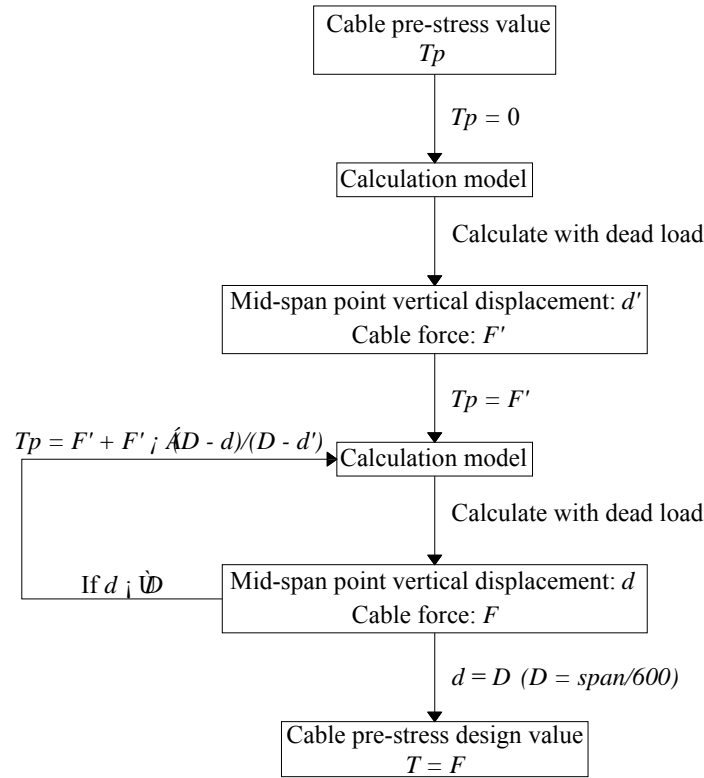 Cable pre-stress value
Tp
Tp = 0
Calculation model
Calculate with dead load
Mid-span point vertical displacement: d'
Cable force: F'
Tp = F'
Tp = F' + F' ¡ Á(D - d)/(D - d')
Calculation model
Calculate with dead load
If d ¡ ÙD
Mid-span point vertical displacement: d
Cable force: F
d = D (D = span/600)
Cable pre-stress design value
T = F